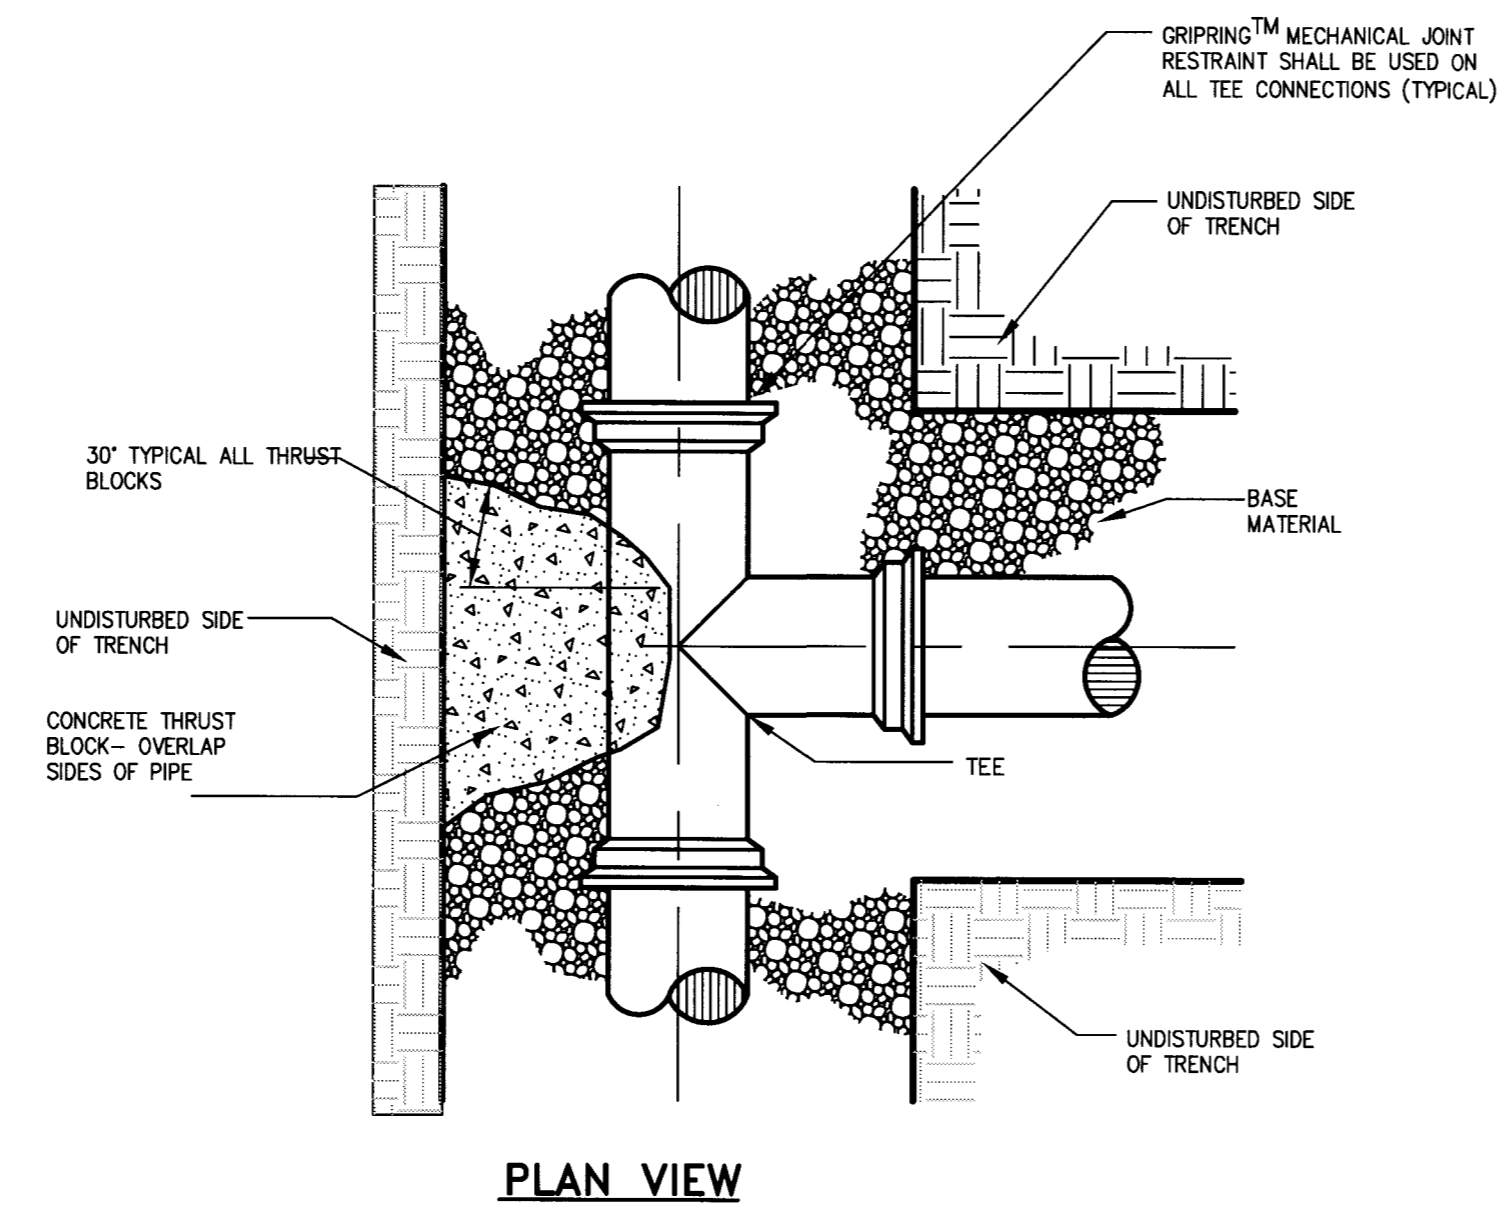 GRIPRING™ MECHANICAL JOINT
RESTRAINT SHALL BE USED ON
ALL TEE CONNECTIONS (TYPICAL)
UNDISTURBED SIDE
OF TRENCH
30° TYPICAL ALL THRUST
BLOCKS
BASE
MATERIAL
UNDISTURBED SIDE
OF TRENCH
CONCRETE THRUST
BLOCK– OVERLAP
SIDES OF PIPE
TEE
UNDISTURBED SIDE
OF TRENCH
PLAN VIEW